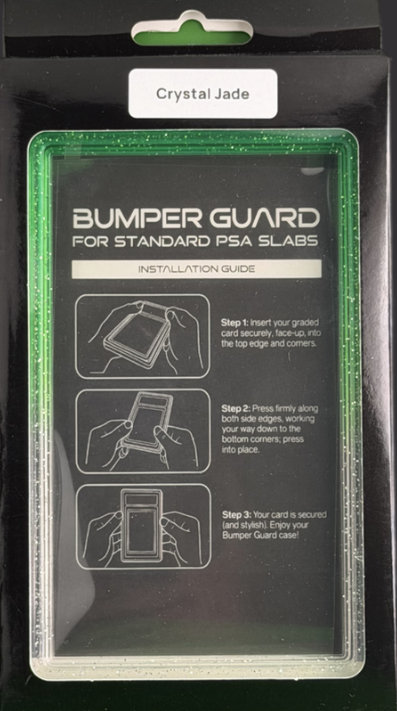 Crystal Jade
BUMPER GUARD
FOR STANDARD PSA SLABS
INSTALLATION GUIDE
Step 1: Insert your graded
card securely, face-up, into
the top edge and corners.
Step 2: Press firmly along
both side edges, working
your way down to the
bottom corners; press
into place.
Step 3: Your card is secured
(and stylish). Enjoy your
Bumper Guard case!